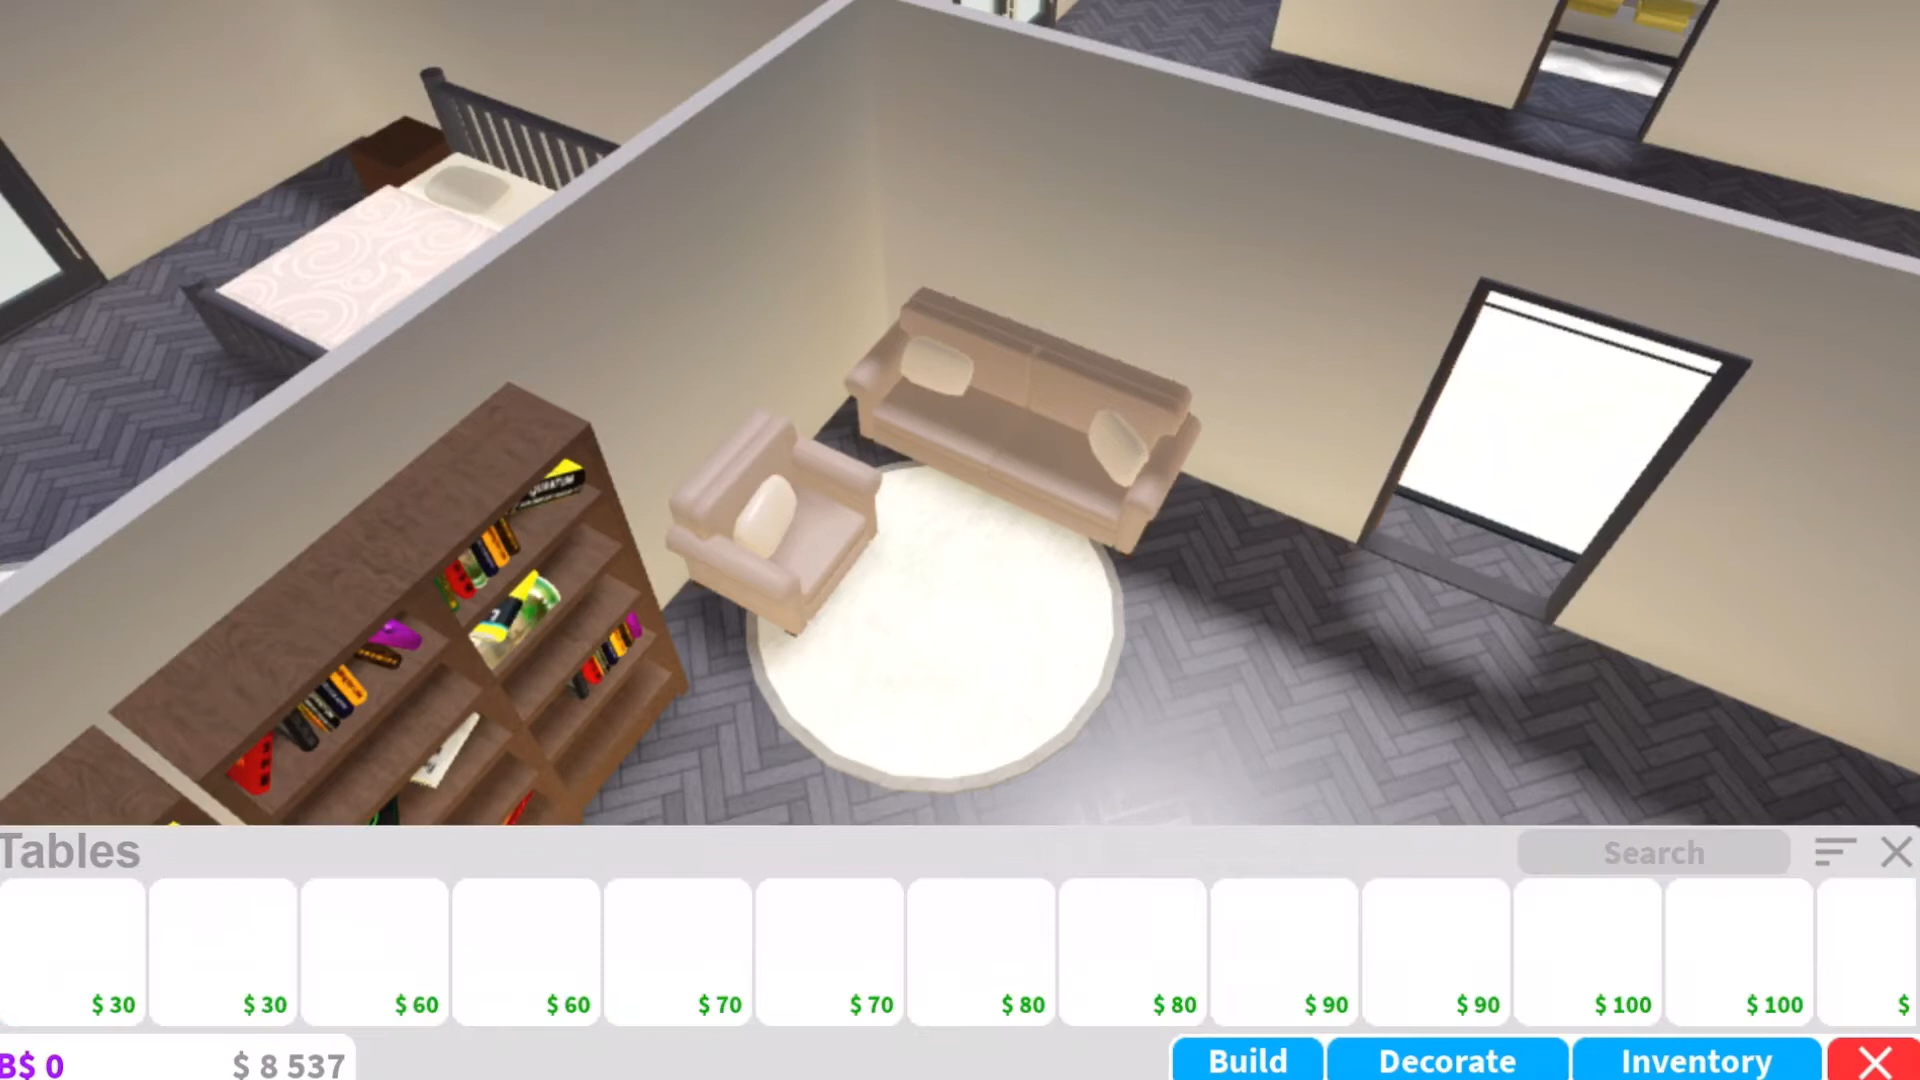 QUANTUM
Tables
Search
$ 30
$ 30
$ 60
$ 60
$ 70
$ 70
$ 80
$ 80
$ 90
$ 90
$ 100
$ 100
$
B$ 0
$ 8 537
Build
Decorate
Inventory